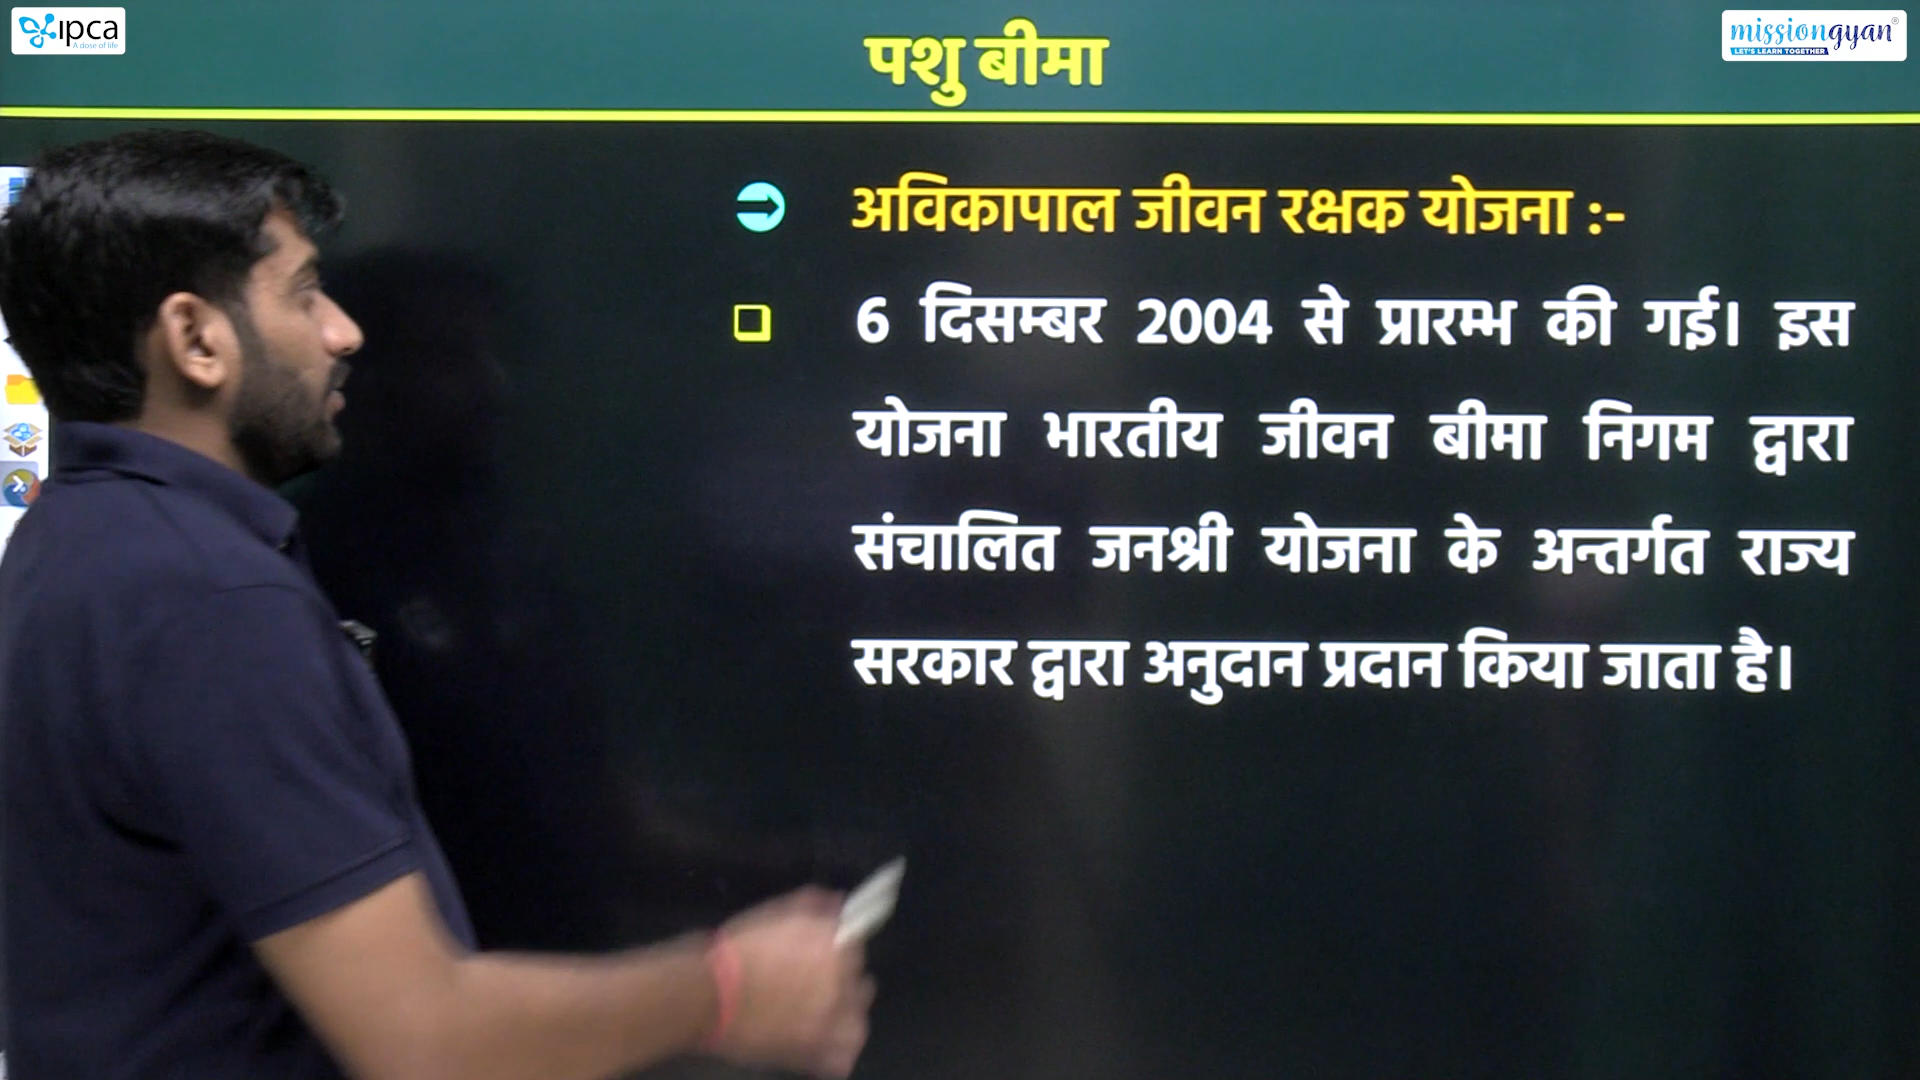 ipca
A dose of life
missiongyan®
LET'S LEARN TOGETHER
पशु बीमा
अविकापाल जीवन रक्षक योजना :-
6 दिसम्बर 2004 से प्रारम्भ की गई। इस
योजना भारतीय जीवन बीमा निगम द्वारा
संचालित जनश्री योजना के अन्तर्गत राज्य
सरकार द्वारा अनुदान प्रदान किया जाता है।